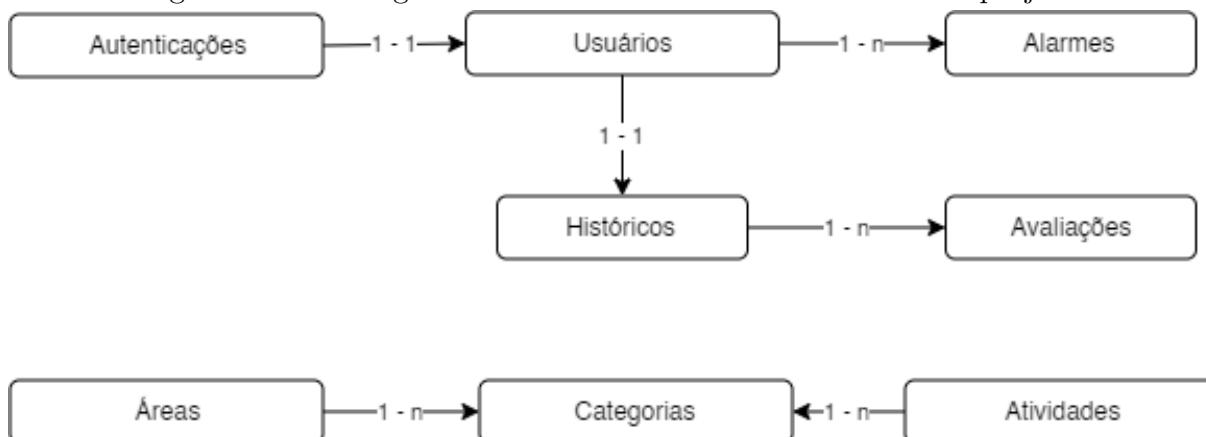 Autenticações 1 - 1 Usuários 1 - n Alarmes
1 - 1
Históricos 1 - n Avaliações
Áreas 1 - n Categorias 1 - n Atividades